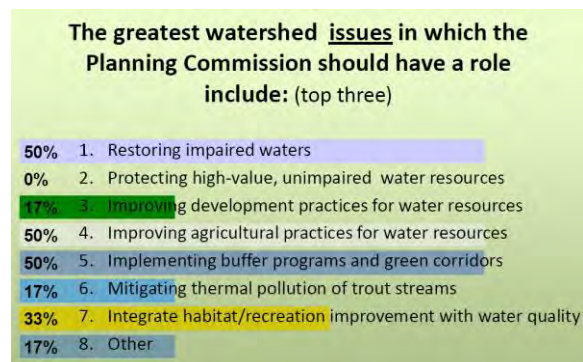 The greatest watershed issues in which the
Planning Commission should have a role
include: (top three)
50% 1. Restoring impaired waters
0% 2. Protecting high-value, unimpaired water resources
17% 3. Improving development practices for water resources
50% 4. Improving agricultural practices for water resources
50% 5. Implementing buffer programs and green corridors
17% 6. Mitigating thermal pollution of trout streams
33% 7. Integrate habitat/recreation improvement with water quality
17% 8. Other